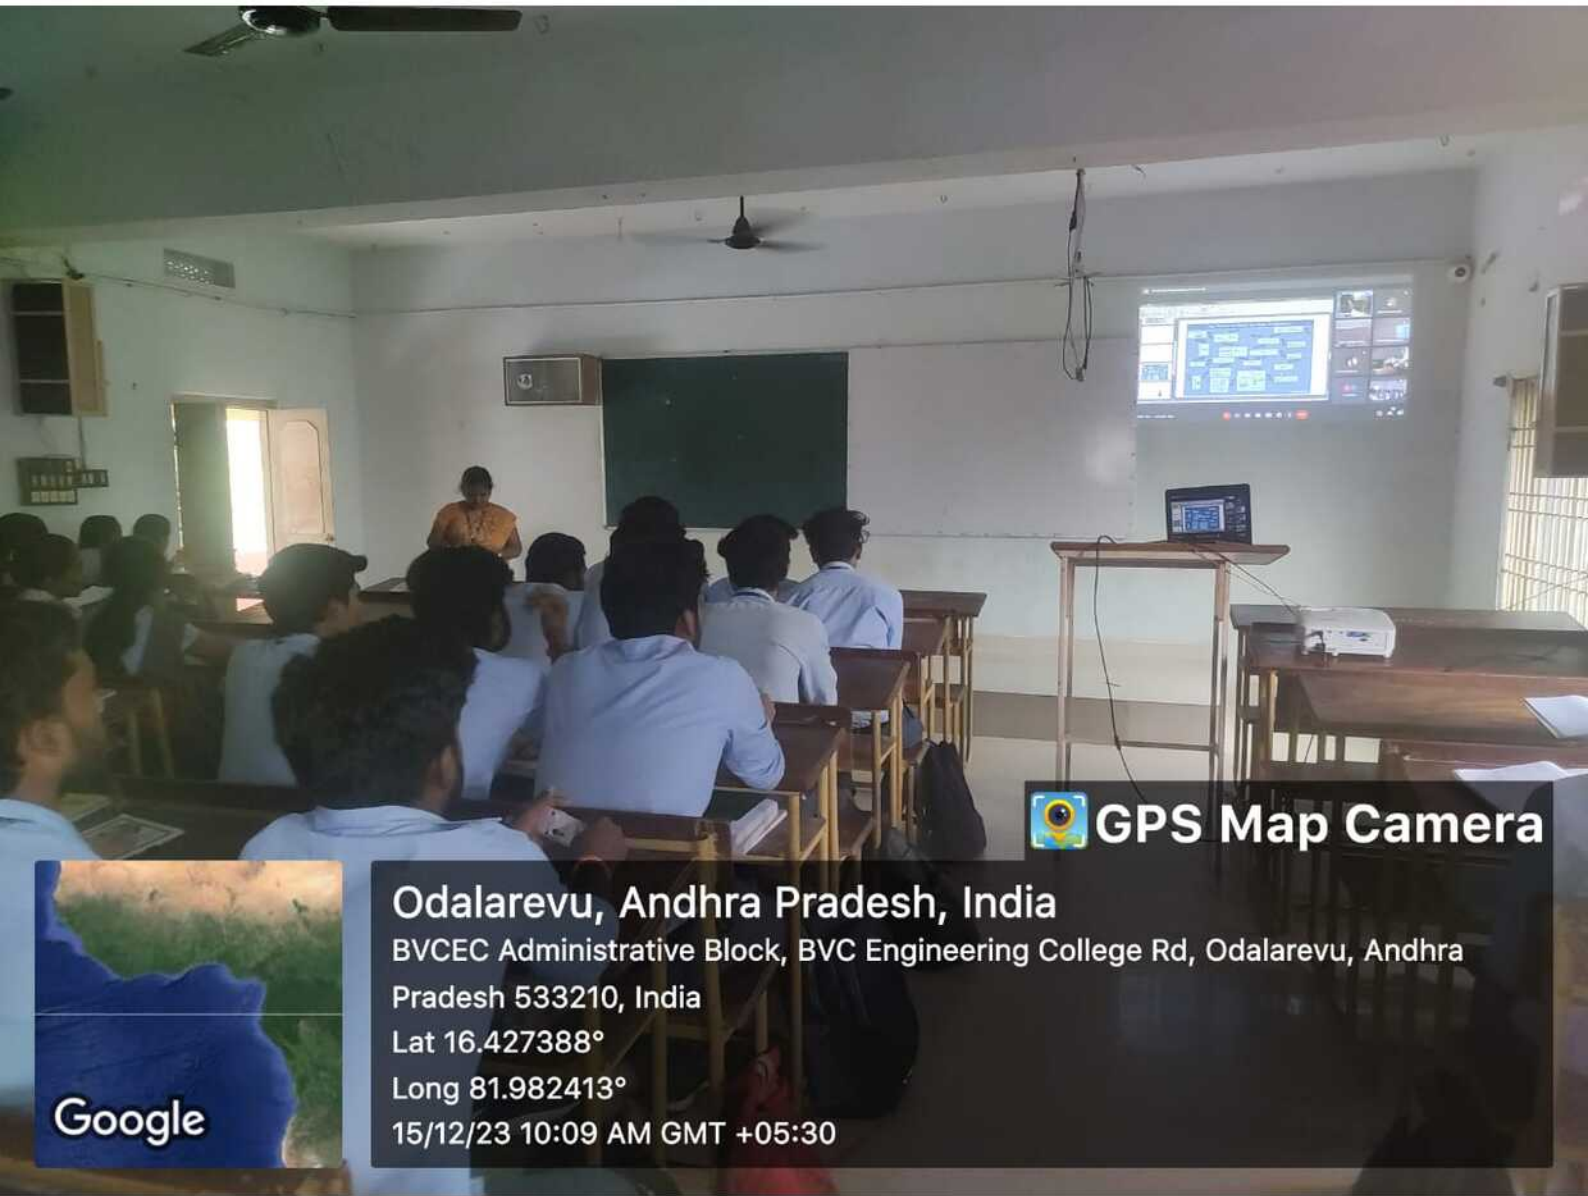 GPS Map Camera
Odalarevu, Andhra Pradesh, India
BVCEC Administrative Block, BVC Engineering College Rd, Odalarevu, Andhra
Pradesh 533210, India
Lat 16.427388°
Long 81.982413°
15/12/23 10:09 AM GMT +05:30
Google